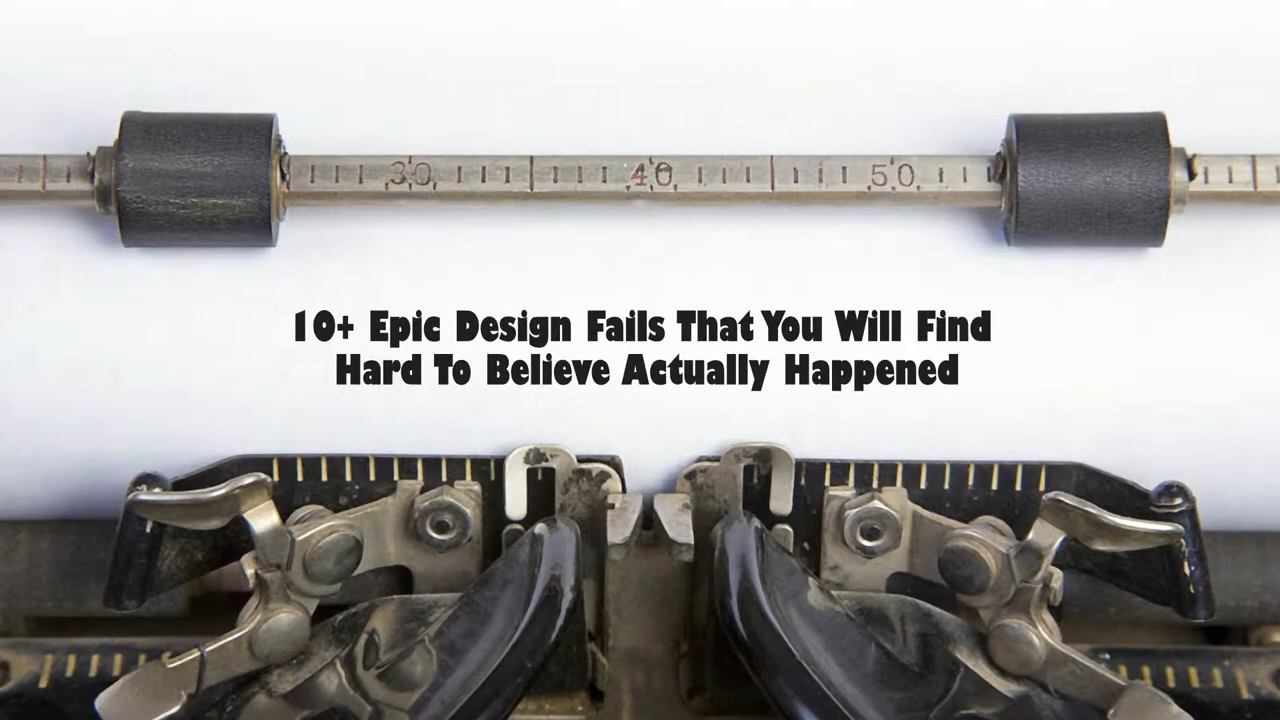 30 40 50
10+ Epic Design Fails That You Will Find
Hard To Believe Actually Happened